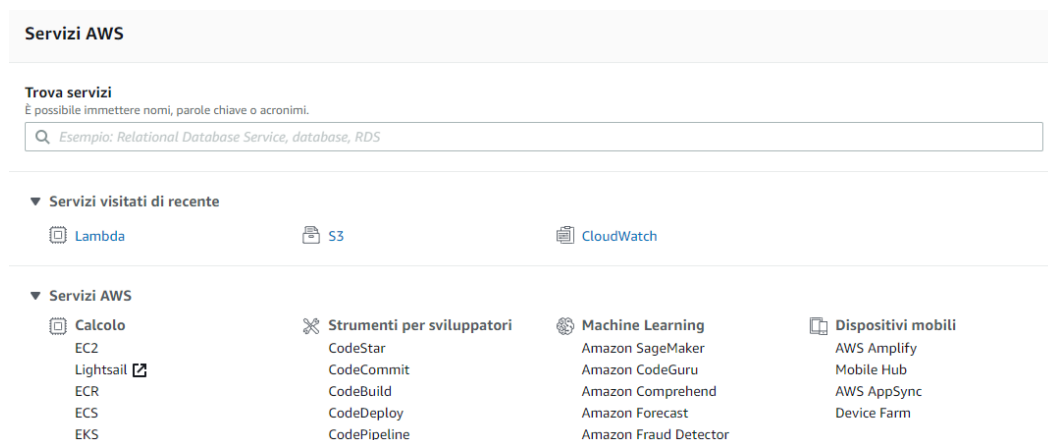 Servizi AWS
Trova servizi
È possibile immettere nomi, parole chiave o acronimi.
Esempio: Relational Database Service, database, RDS
Servizi visitati di recente
Lambda
S3
CloudWatch
Servizi AWS
Calcolo
EC2
Lightsail
ECR
ECS
EKS
Strumenti per sviluppatori
CodeStar
CodeCommit
CodeBuild
CodeDeploy
CodePipeline
Machine Learning
Amazon SageMaker
Amazon CodeGuru
Amazon Comprehend
Amazon Forecast
Amazon Fraud Detector
Dispositivi mobili
AWS Amplify
Mobile Hub
AWS AppSync
Device Farm